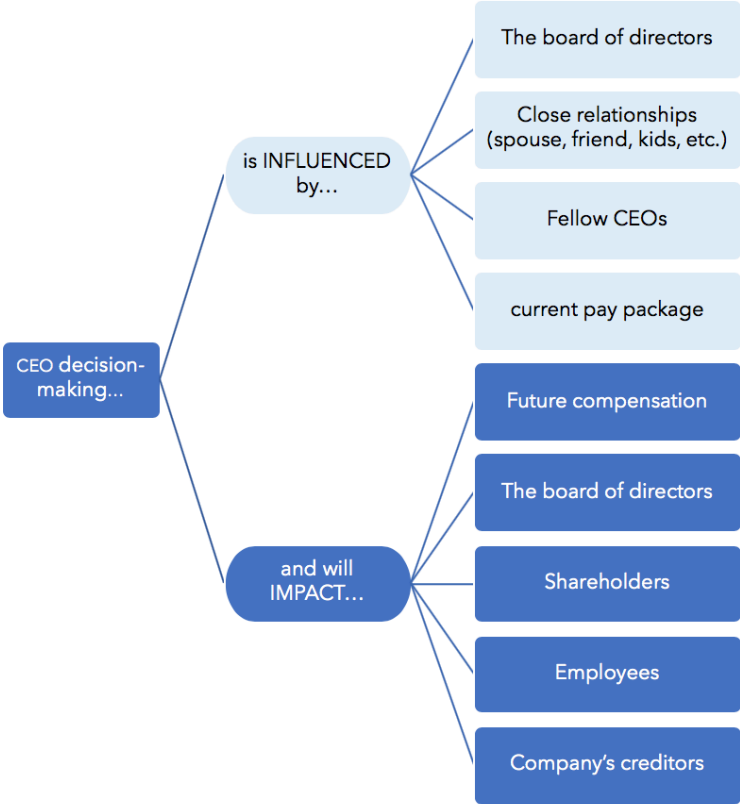 The board of directors
Close relationships
(spouse, friend, kids, etc.)
is INFLUENCED
by…
Fellow CEOs
current pay package
CEO decision-
making...
Future compensation
The board of directors
and will
IMPACT…
Shareholders
Employees
Company’s creditors